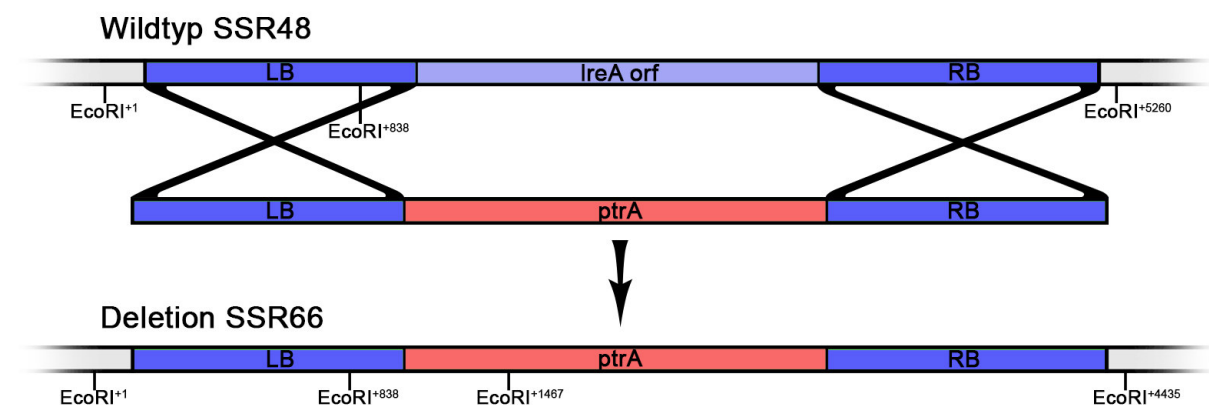 Wildtyp SSR48
LB IreA orf RB
EcoRI+1 EcoRI+838 EcoRI+5260
LB ptrA RB
Deletion SSR66
LB ptrA RB
EcoRI+1 EcoRI+838 EcoRI+1467 EcoRI+4435